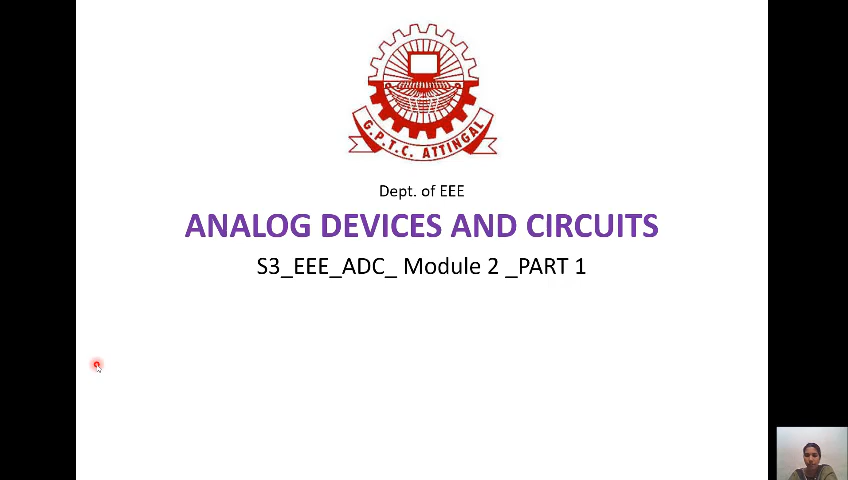 G.P.T.C. ATTINGAL
Dept. of EEE
ANALOG DEVICES AND CIRCUITS
S3_EEE_ADC_ Module 2 _PART 1